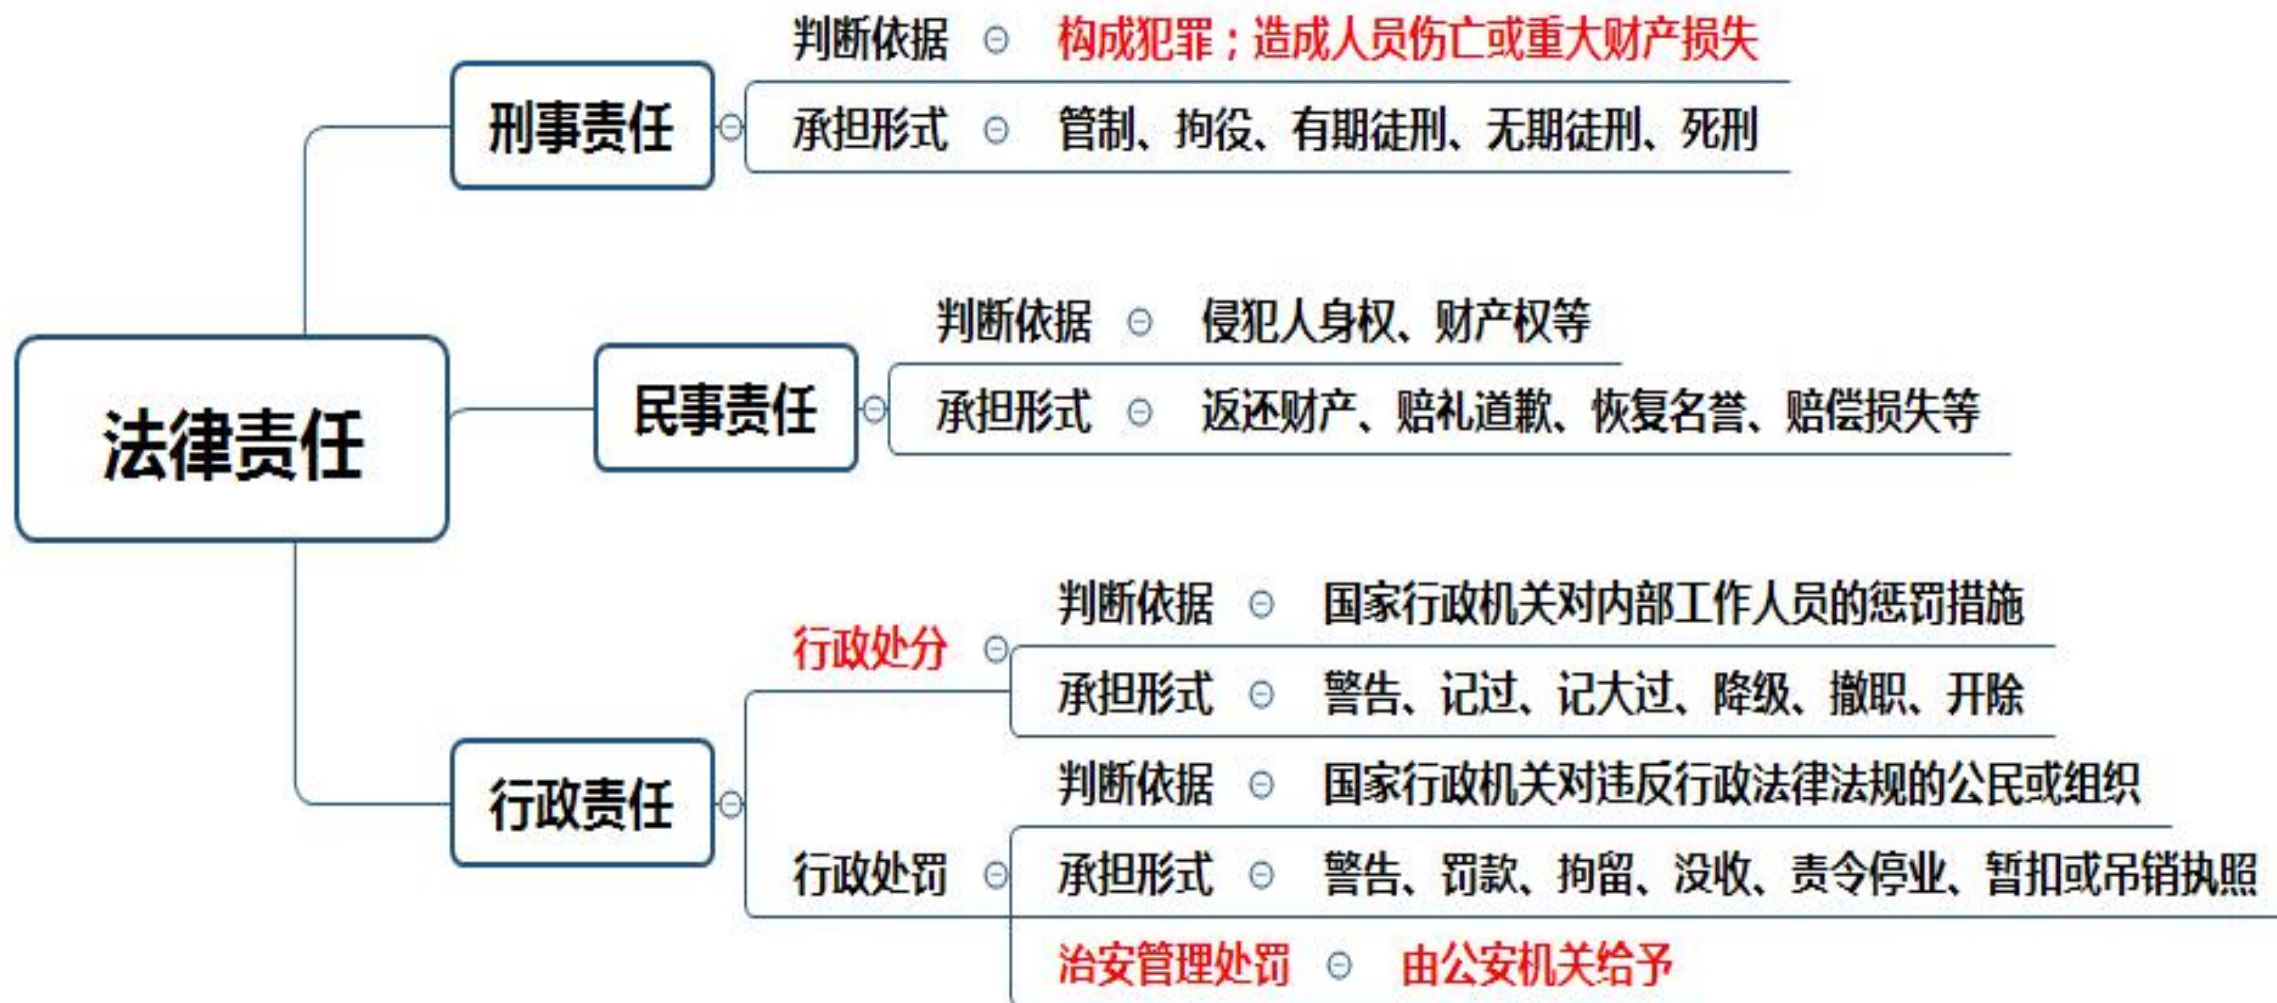 法律责任
刑事责任
判断依据 构成犯罪；造成人员伤亡或重大财产损失
承担形式 管制、拘役、有期徒刑、无期徒刑、死刑
民事责任
判断依据 侵犯人身权、财产权等
承担形式 返还财产、赔礼道歉、恢复名誉、赔偿损失等
行政责任
行政处分
判断依据 国家行政机关对内部工作人员的惩罚措施
承担形式 警告、记过、记大过、降级、撤职、开除
行政处罚
判断依据 国家行政机关对违反行政法律法规的公民或组织
承担形式 警告、罚款、拘留、没收、责令停业、暂扣或吊销执照
治安管理处罚 由公安机关给予